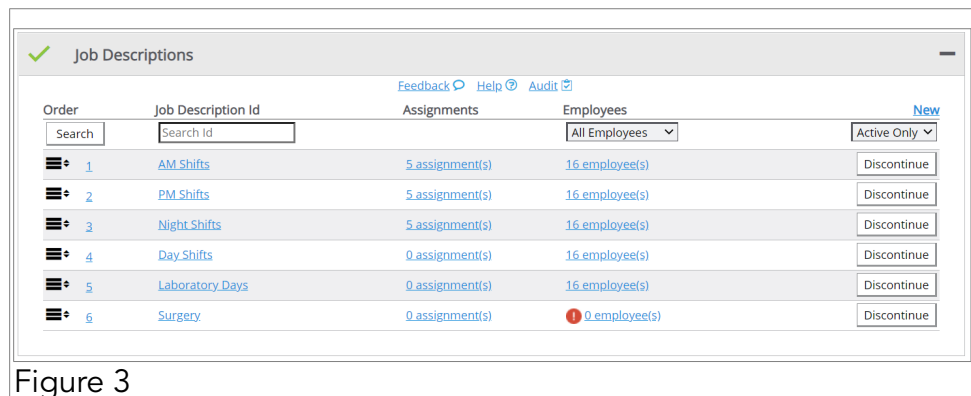 Job Descriptions
Feedback Help Audit
Order Job Description Id Assignments Employees New
Search Search Id All Employees Active Only
1 AM Shifts 5 assignment(s) 16 employee(s) Discontinue
2 PM Shifts 5 assignment(s) 16 employee(s) Discontinue
3 Night Shifts 5 assignment(s) 16 employee(s) Discontinue
4 Day Shifts 0 assignment(s) 16 employee(s) Discontinue
5 Laboratory Days 0 assignment(s) 16 employee(s) Discontinue
6 Surgery 0 assignment(s) 0 employee(s) Discontinue
Figure 3